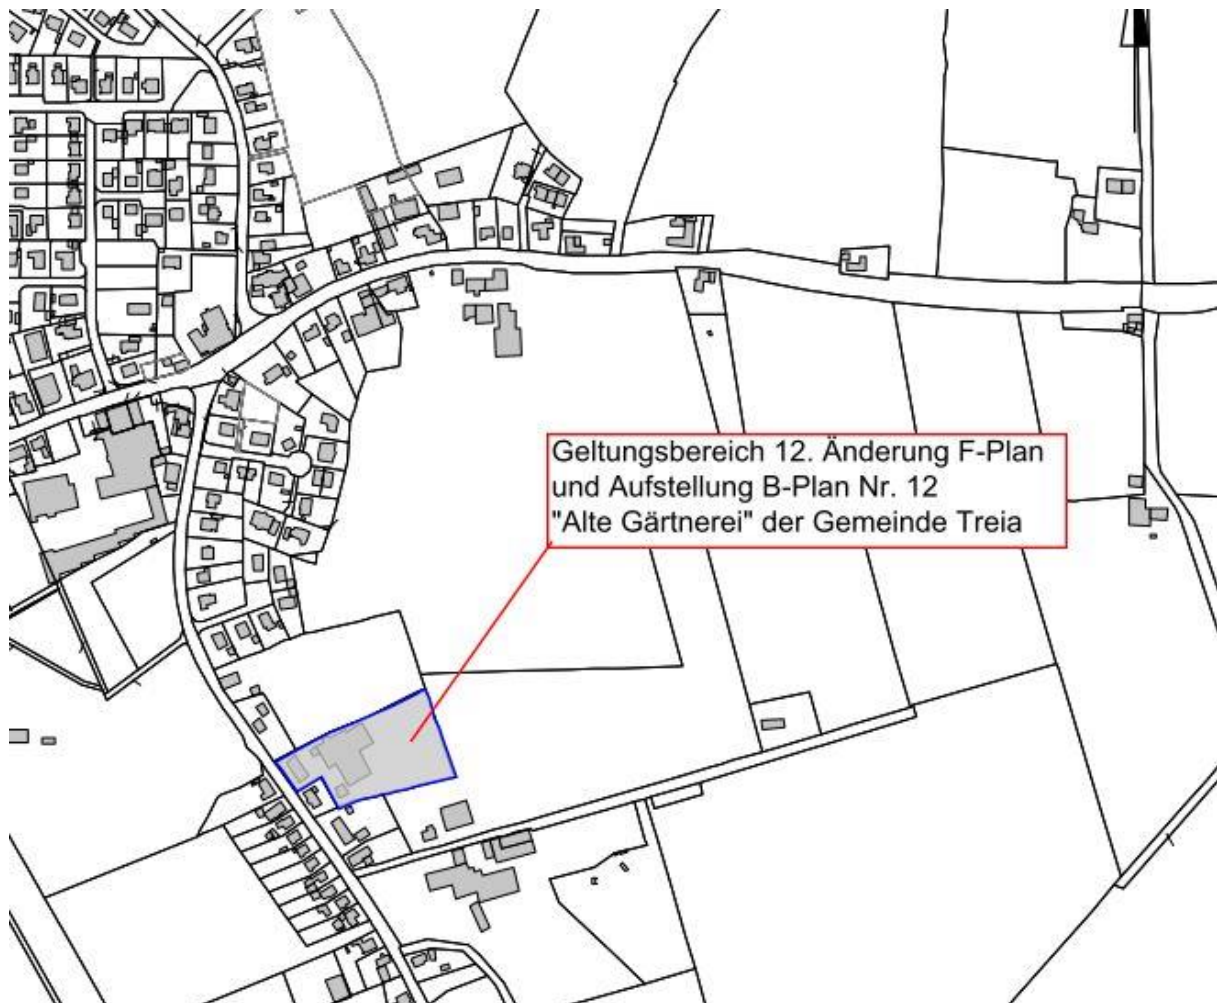 Geltungsbereich 12. Änderung F-Plan
und Aufstellung B-Plan Nr. 12
"Alte Gärtnerei" der Gemeinde Treia